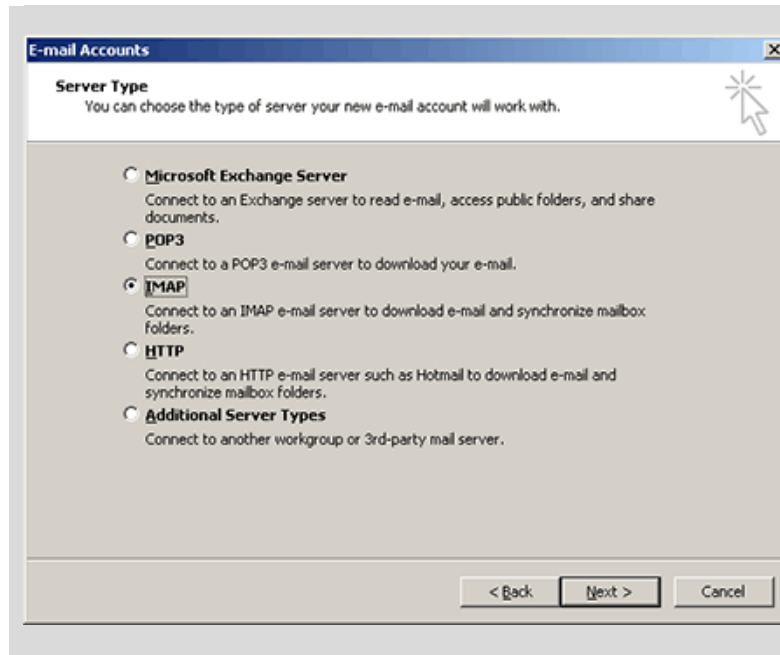 E-mail Accounts
Server Type
You can choose the type of server your new e-mail account will work with.
Microsoft Exchange Server
Connect to an Exchange server to read e-mail, access public folders, and share
documents.
POP3
Connect to a POP3 e-mail server to download your e-mail.
IMAP
Connect to an IMAP e-mail server to download e-mail and synchronize mailbox
folders.
HTTP
Connect to an HTTP e-mail server such as Hotmail to download e-mail and
synchronize mailbox folders.
Additional Server Types
Connect to another workgroup or 3rd-party mail server.
< Back Next > Cancel